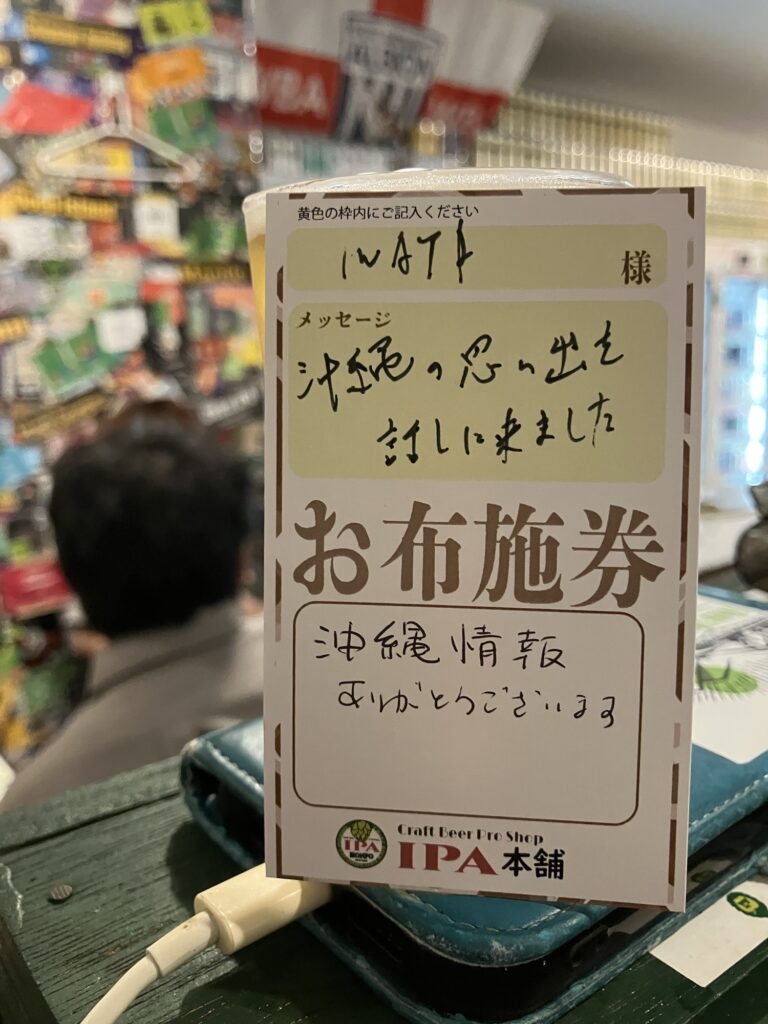 WBA
ALBION
黄色の枠内にご記入ください
IWATA 様
メッセージ
沖縄の思い出を
話しに来ました
お布施券
沖縄情報
ありがとうございます
IPA
HONPO
Craft Beer Pro Shop
IPA本舗
E